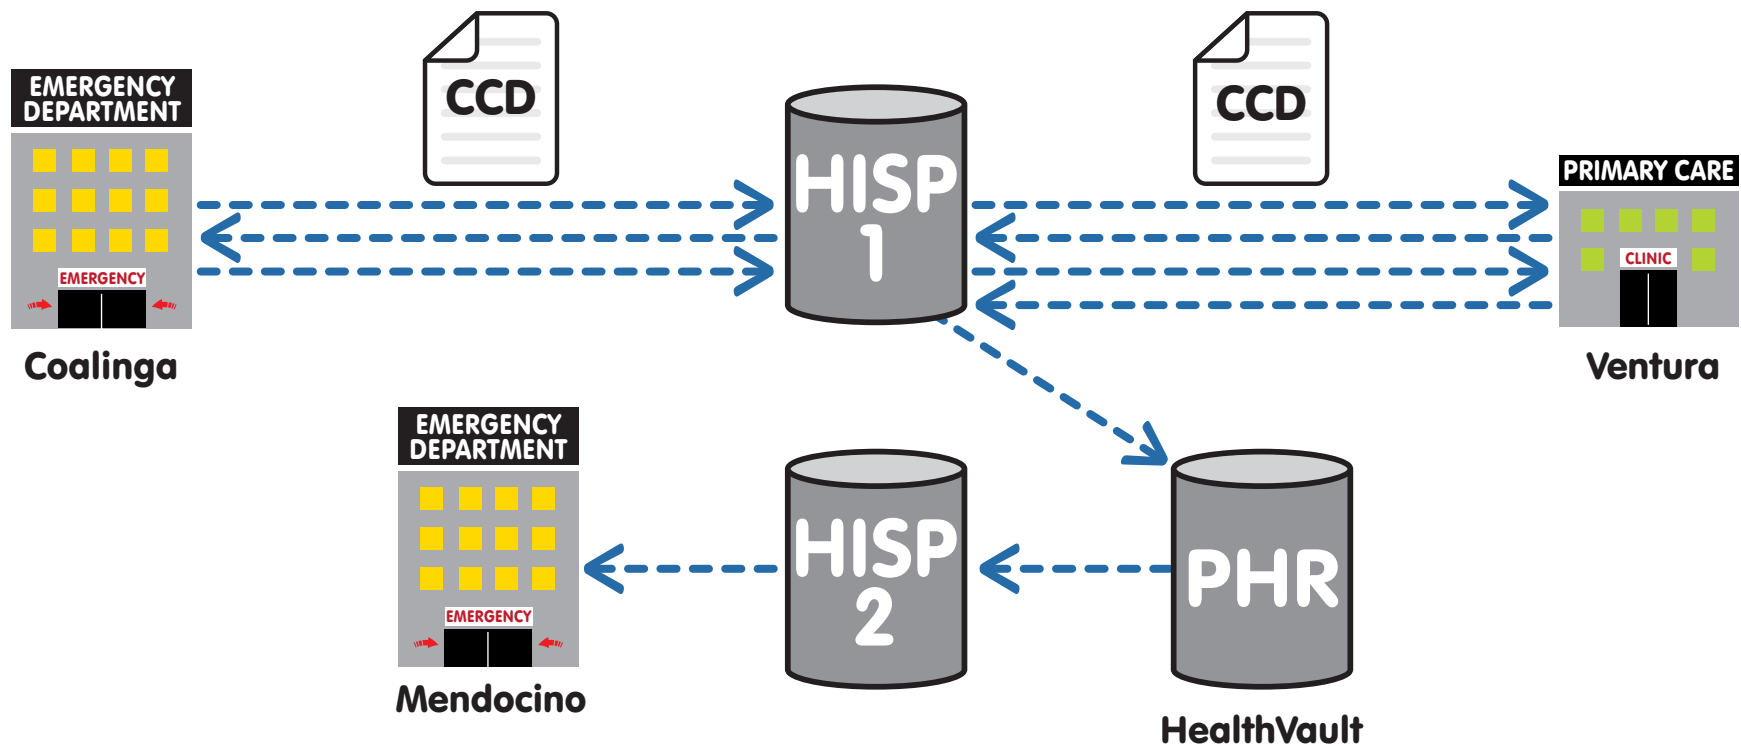 CCD
CCD
EMERGENCY
DEPARTMENT
HISP
1
PRIMARY CARE
EMERGENCY
CLINIC
Coalinga
Ventura
EMERGENCY
DEPARTMENT
HISP
2
PHR
EMERGENCY
Mendocino
HealthVault